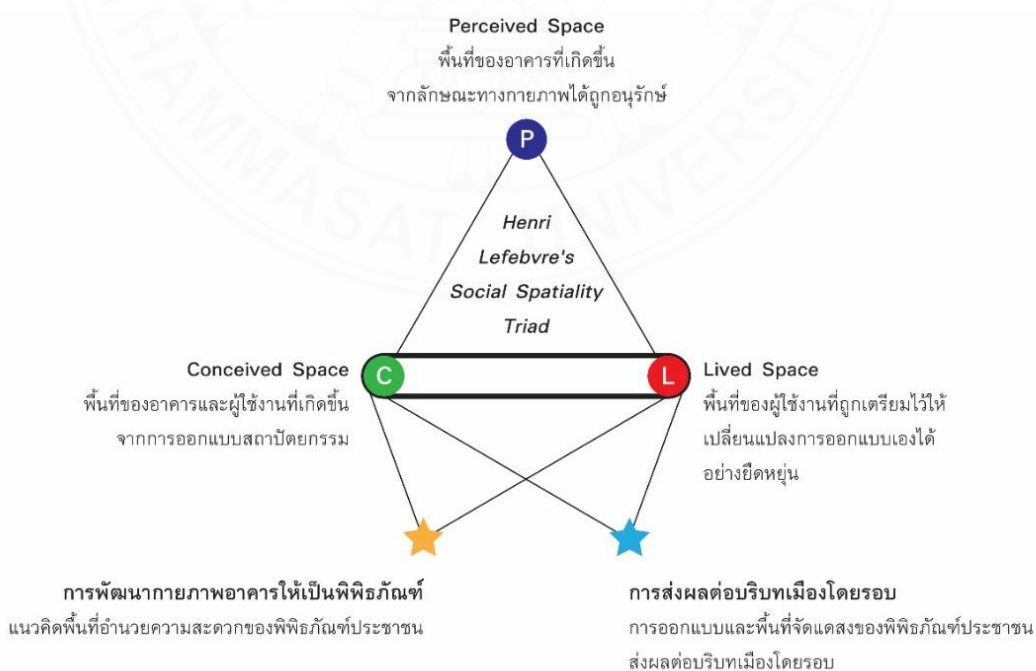 Perceived Space
พื้นที่ของอาคารที่เกิดขึ้น
จากลักษณะทางกายภาพได้ถูกอนุรักษ์
P
Henri
Lefebvre's
Social Spatiality
Triad
Conceived Space
พื้นที่ของอาคารและผู้ใช้งานที่เกิดขึ้น
จากการออกแบบสถาปัตยกรรม
C
L
Lived Space
พื้นที่ของผู้ใช้งานที่ถูกเตรียมไว้ให้
เปลี่ยนแปลงการออกแบบเองได้
อย่างยืดหยุ่น
การพัฒนากายภาพอาคารให้เป็นพิพิธภัณฑ์
แนวคิดพื้นที่อำนวยความสะดวกของพิพิธภัณฑ์ประชาชน
การส่งผลต่อบริบทเมืองโดยรอบ
การออกแบบและพื้นที่จัดแดสงของพิพิธภัณฑ์ประชาชน
ส่งผลต่อบริบทเมืองโดยรอบ
HAMMASAT UNIVERSITY